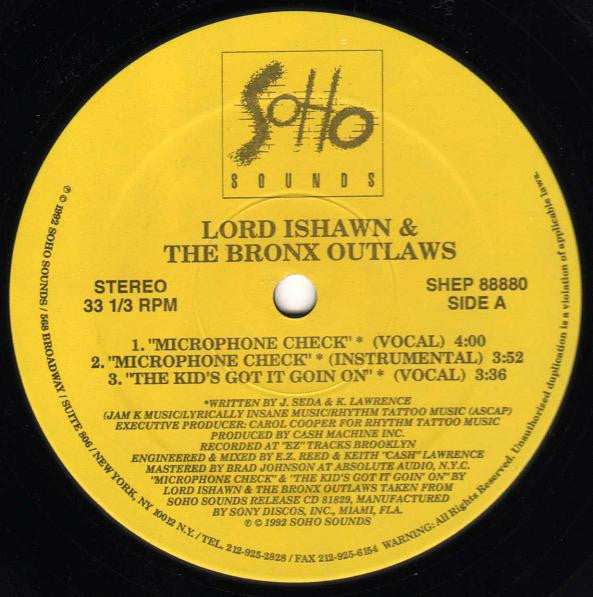 SOHO
SOUNDS
LORD ISHAWN &
THE BRONX OUTLAWS
STEREO
33 1/3 RPM
SHEP 88880
SIDE A
1. "MICROPHONE CHECK" * (VOCAL) 4:00
2. "MICROPHONE CHECK" * (INSTRUMENTAL) 3:52
3. "THE KID'S GOT IT GOIN ON" * (VOCAL) 3:36
*WRITTEN BY J. SEDA & K. LAWRENCE
(JAM K MUSIC/LYRICALLY INSANE MUSIC/RHYTHM TATTOO MUSIC (ASCAP)
EXECUTIVE PRODUCER: CAROL COOPER FOR RHYTHM TATTOO MUSIC
PRODUCED BY CASH MACHINE INC.
RECORDED AT "EZ" TRACKS BROOKLYN
ENGINEERED & MIXED BY E.Z. REED & KEITH "CASH" LAWRENCE
MASTERED BY BRAD JOHNSON AT ABSOLUTE AUDIO, N.Y.C.
"MICROPHONE CHECK" & "THE KID'S GOT IT GOIN' ON" BY
LORD ISHAWN & THE BRONX OUTLAWS TAKEN FROM
SOHO SOUNDS RELEASE CD 81829, MANUFACTURED
BY SONY DISCOS, INC., MIAMI, FLA.
℗ © 1992 SOHO SOUNDS
℗ © 1992 SOHO SOUNDS / 568 BROADWAY / SUITE 806 / NEW YORK, NY 10012 N.Y. / TEL. 212-925-2828 / FAX 212-925-6154 WARNING: All Rights Reserved. Unauthorized duplication is a violation of applicable laws.